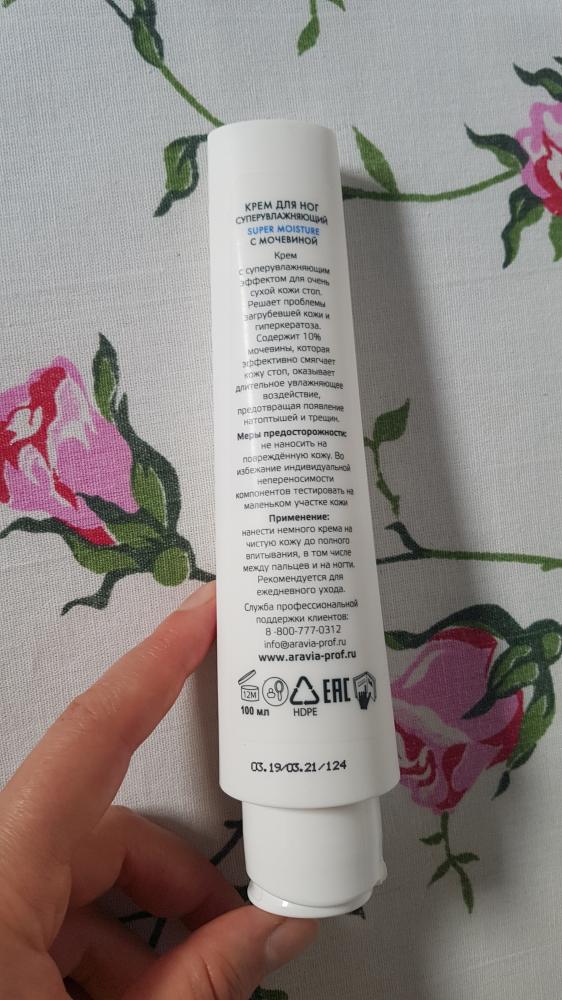 КРЕМ ДЛЯ НОГ
СУПЕРУВЛАЖНЯЮЩИЙ
SUPER MOISTURE
С МОЧЕВИНОЙ
Крем
с суперувлажняющим
эффектом для очень
сухой кожи стоп.
Решает проблемы
загрубевшей кожи и
гиперкератоза.
Содержит 10%
мочевины, которая
эффективно смягчает
кожу стоп, оказывает
длительное увлажняющее
воздействие,
предотвращая появление
натоптышей и трещин.
Меры предосторожности:
не наносить на
повреждённую кожу. Во
избежание индивидуальной
непереносимости
компонентов тестировать на
маленьком участке кожи
Применение:
нанести немного крема на
чистую кожу до полного
впитывания, в том числе
между пальцев и на ногти.
Рекомендуется для
ежедневного ухода.
Служба профессиональной
поддержки клиентов:
8-800-777-0312
info@aravia-prof.ru
www.aravia-prof.ru
12M
EAC
100 мл
HDPE
03.19/03.21/124